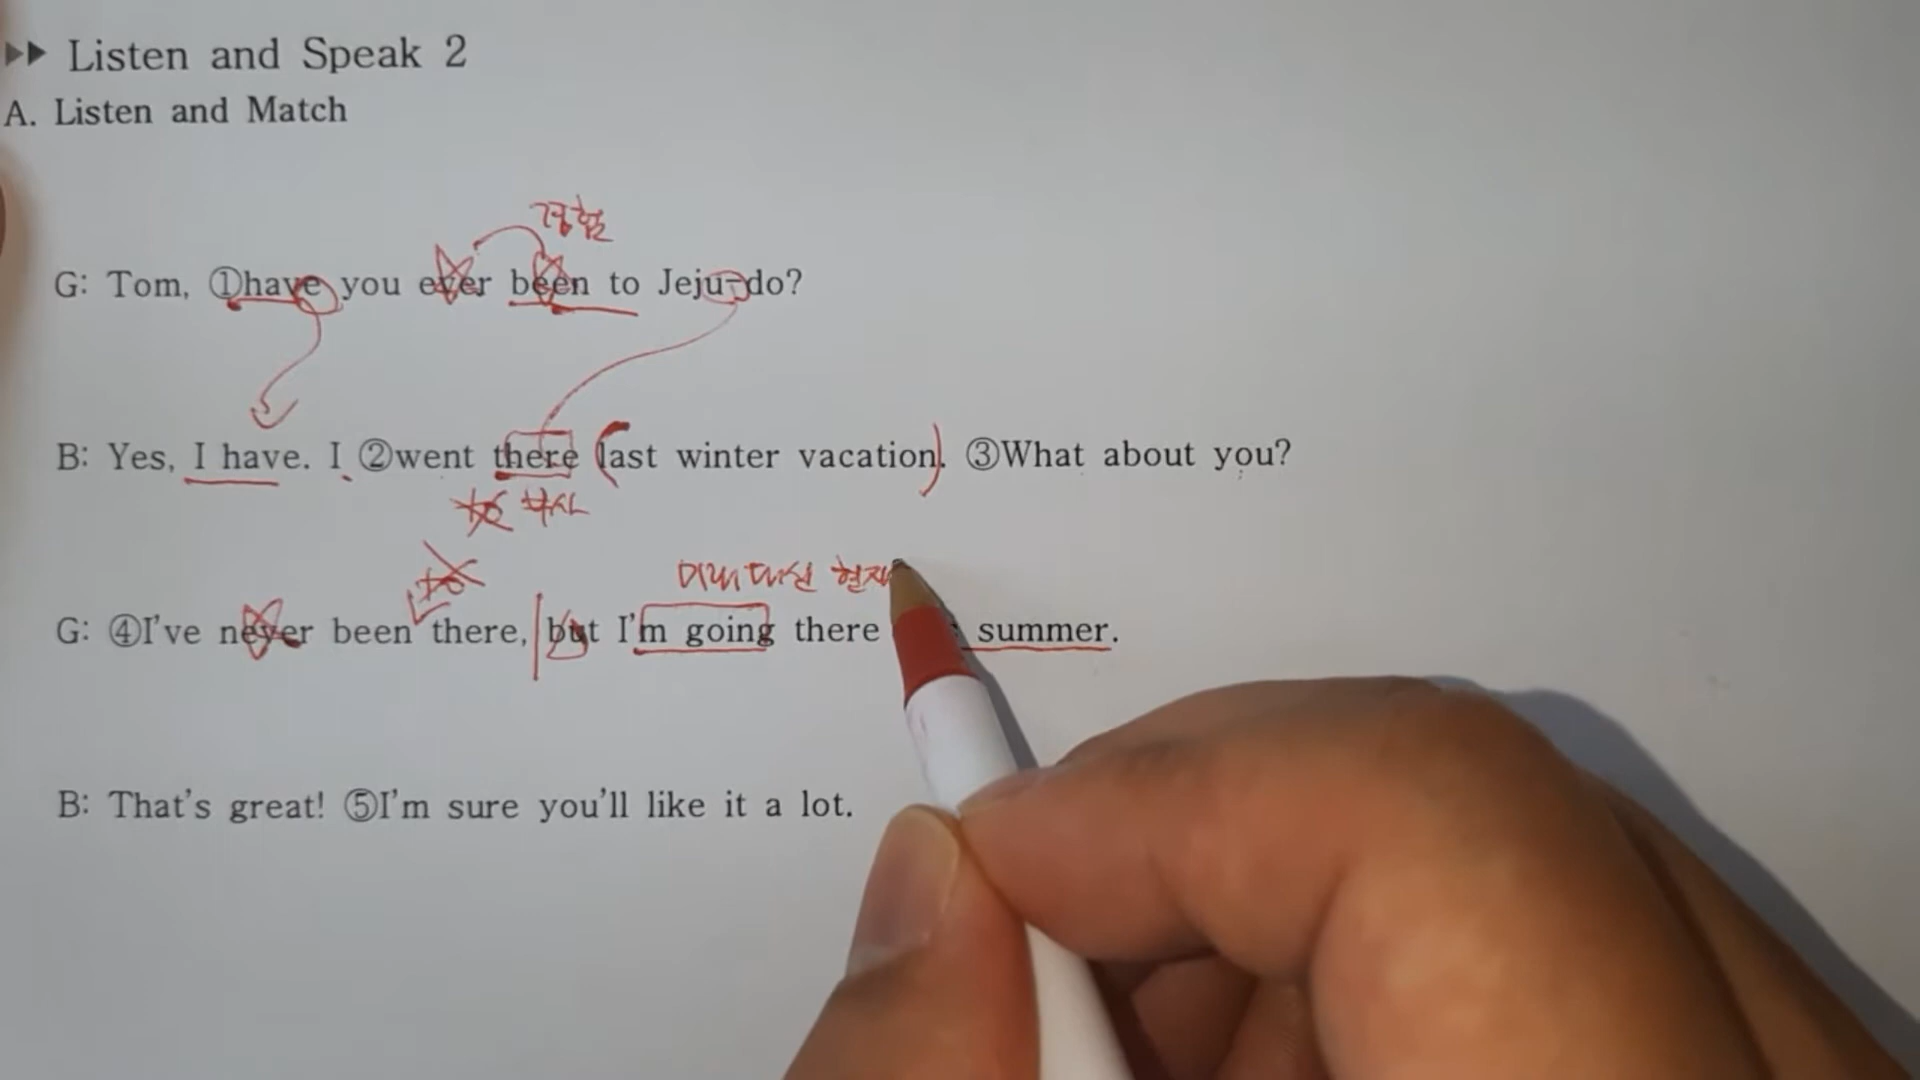 ▶▶ Listen and Speak 2
A. Listen and Match
경험
G: Tom, ①have you ever been to Jeju-do?
B: Yes, I have. I ②went there (last winter vacation). ③What about you?
to 부사
to
미래 대신 현재
G: ④I've never been there, but I'm going there summer.
B: That's great! ⑤I'm sure you'll like it a lot.